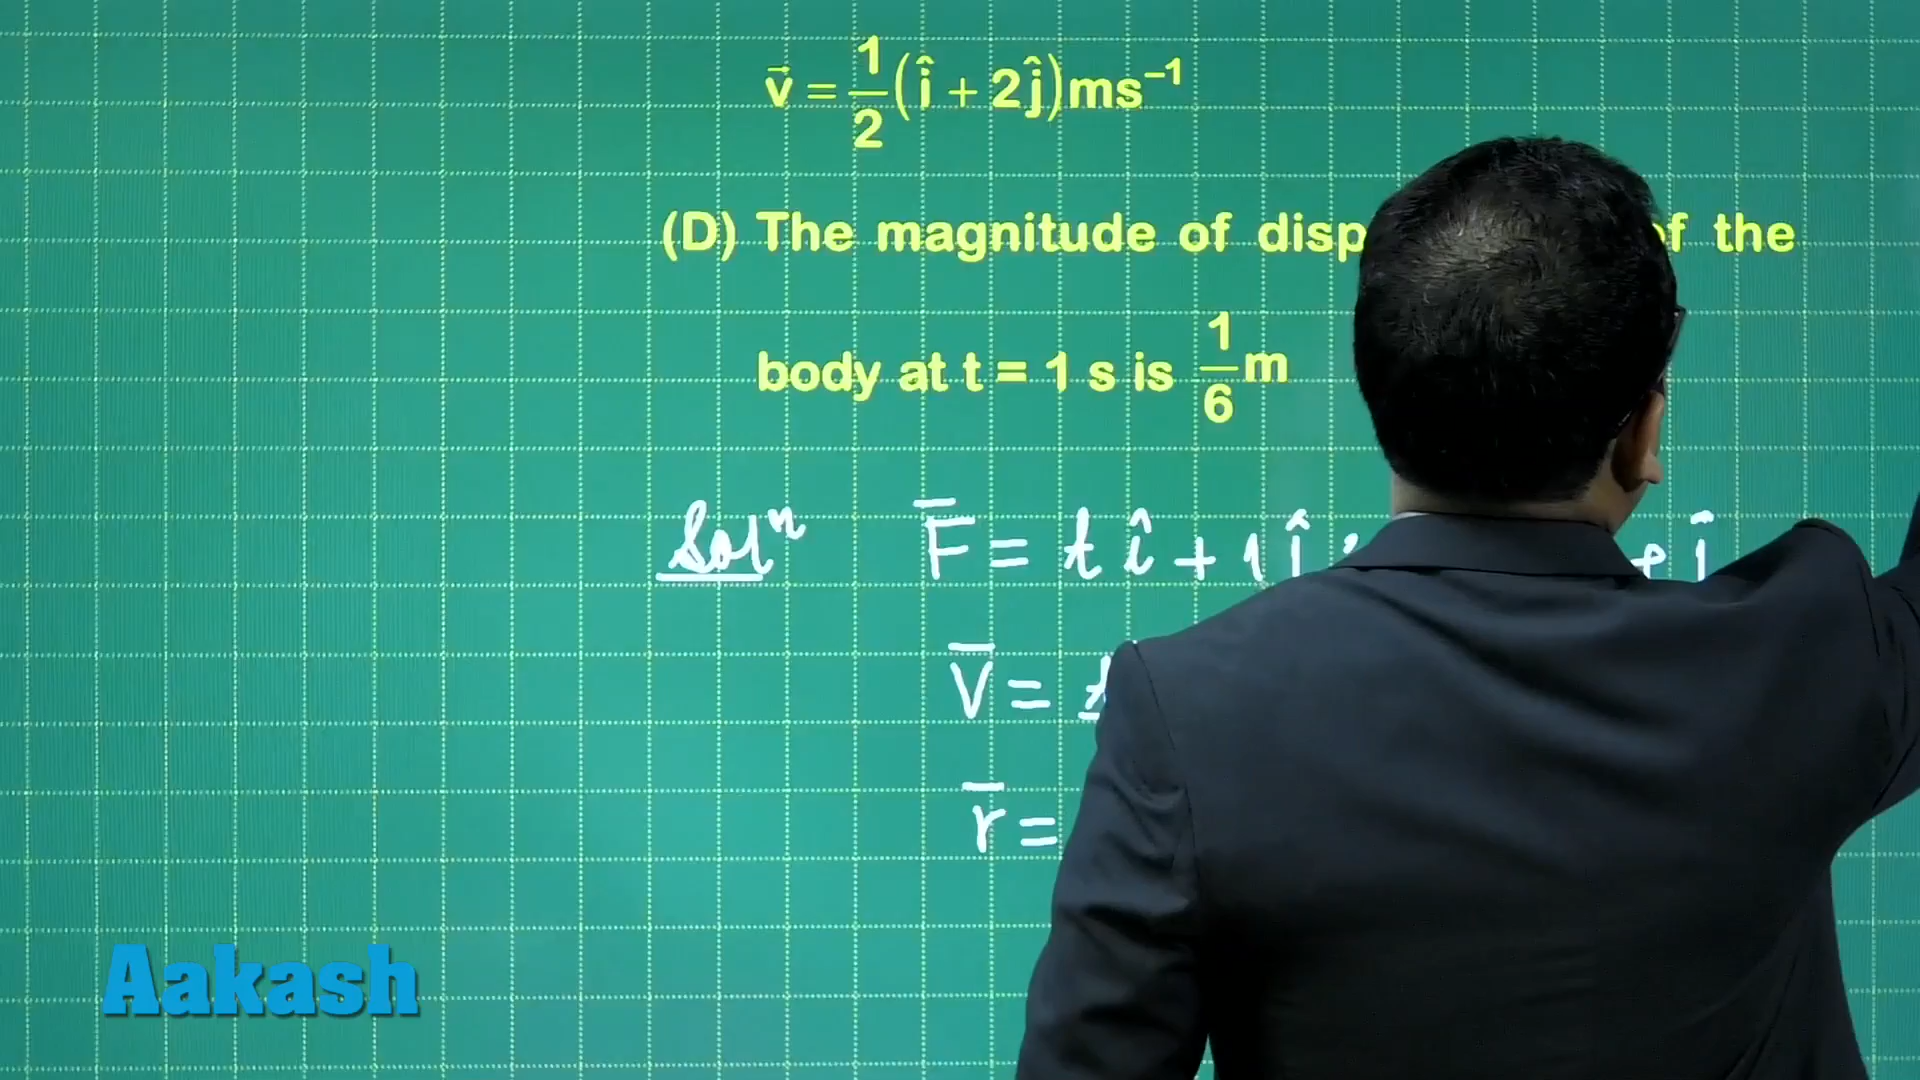 v⃗ = 1/2 (î + 2ĵ) ms⁻¹
(D) The magnitude of of the
body at t = 1 s is 1/6 m
Solⁿ F̅ = t î + 1 ĵ
V̅ =
r̅ =
Aakash